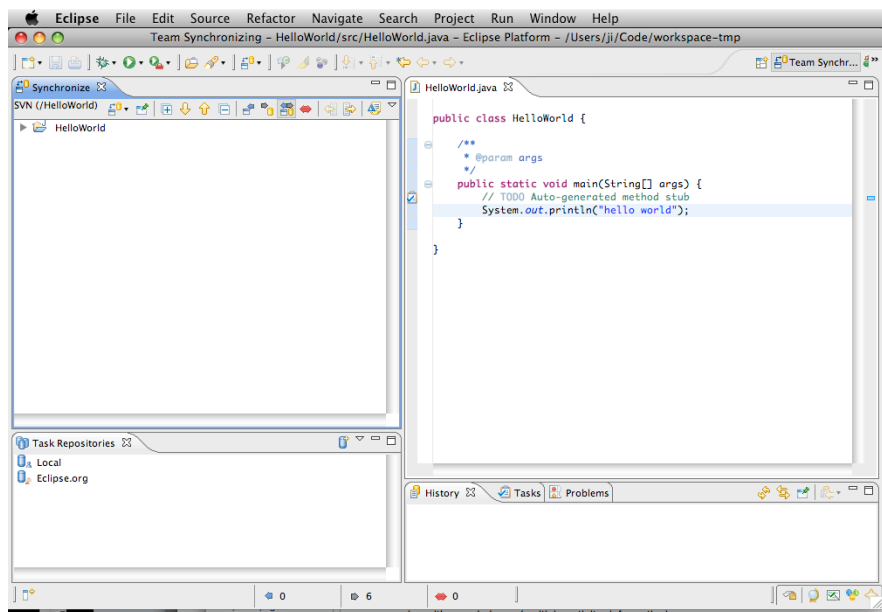 Eclipse File Edit Source Refactor Navigate Search Project Run Window Help
Team Synchronizing - HelloWorld/src/HelloWorld.java - Eclipse Platform - /Users/ji/Code/workspace-tmp
Team Synchr...
Synchronize
SVN (/HelloWorld)
HelloWorld
HelloWorld.java
public class HelloWorld {
/**
* @param args
*/
public static void main(String[] args) {
// TODO Auto-generated method stub
System.out.println("hello world");
}
}
Task Repositories
Local
Eclipse.org
History Tasks Problems
0 6 0